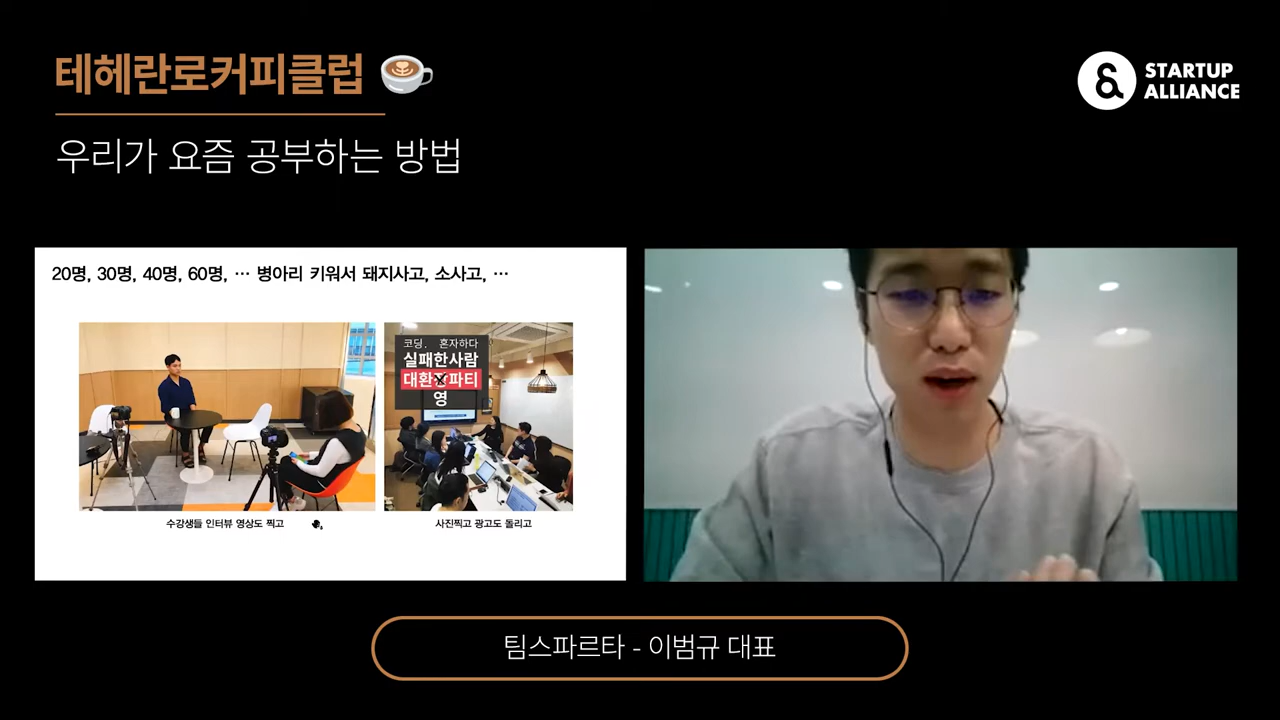 테헤란로커피클럽
STARTUP
ALLIANCE
우리가 요즘 공부하는 방법
20명, 30명, 40명, 60명, … 병아리 키워서 돼지사고, 소사고, …
코딩. 혼자하다
실패한사람
대환장파티
영
수강생들 인터뷰 영상도 찍고
사진찍고 광고도 돌리고
팀스파르타 - 이범규 대표